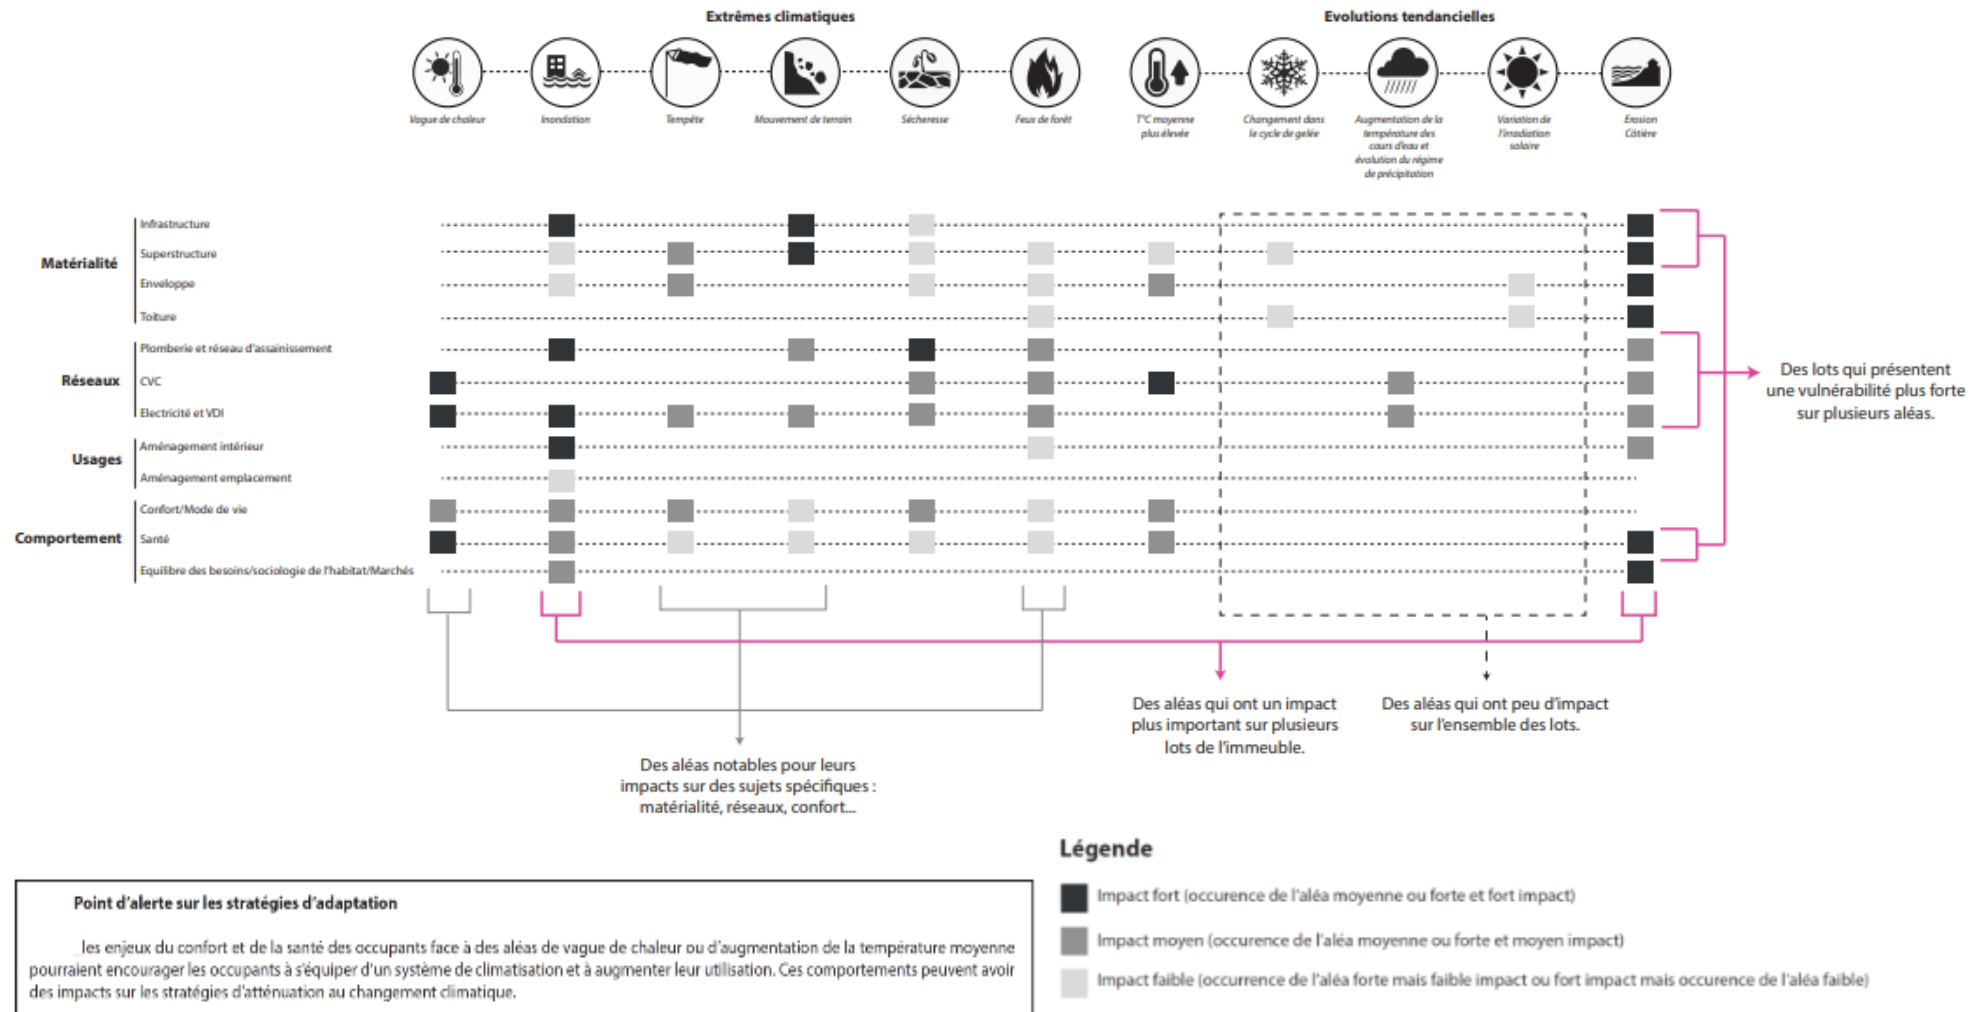 Extrêmes climatiques
Evolutions tendancielles
Vague de chaleur
Inondation
Tempête
Mouvement de terrain
Sécheresse
Feux de forêt
T°C moyenne
plus élevée
Changement dans
le cycle de gelée
Augmentation de la
température des
cours d'eau et
évolution du régime
de précipitation
Variation de
l'irradiation
solaire
Erosion
Côtière
Matérialité
Infrastructure
Superstructure
Enveloppe
Toiture
Réseaux
Plomberie et réseau d'assainissement
CVC
Electricité et VDI
Usages
Aménagement intérieur
Aménagement emplacement
Comportement
Confort/Mode de vie
Santé
Equilibre des besoins/sociologie de l'habitat/Marchés
Des lots qui présentent
une vulnérabilité plus forte
sur plusieurs aléas.
Des aléas qui ont un impact
plus important sur plusieurs
lots de l'immeuble.
Des aléas qui ont peu d'impact
sur l'ensemble des lots.
Des aléas notables pour leurs
impacts sur des sujets spécifiques :
matérialité, réseaux, confort...
Légende
Impact fort (occurence de l'aléa moyenne ou forte et fort impact)
Impact moyen (occurence de l'aléa moyenne ou forte et moyen impact)
Impact faible (occurrence de l'aléa forte mais faible impact ou fort impact mais occurence de l'aléa faible)
Point d'alerte sur les stratégies d'adaptation
les enjeux du confort et de la santé des occupants face à des aléas de vague de chaleur ou d'augmentation de la température moyenne
pourraient encourager les occupants à s'équiper d'un système de climatisation et à augmenter leur utilisation. Ces comportements peuvent avoir
des impacts sur les stratégies d'atténuation au changement climatique.